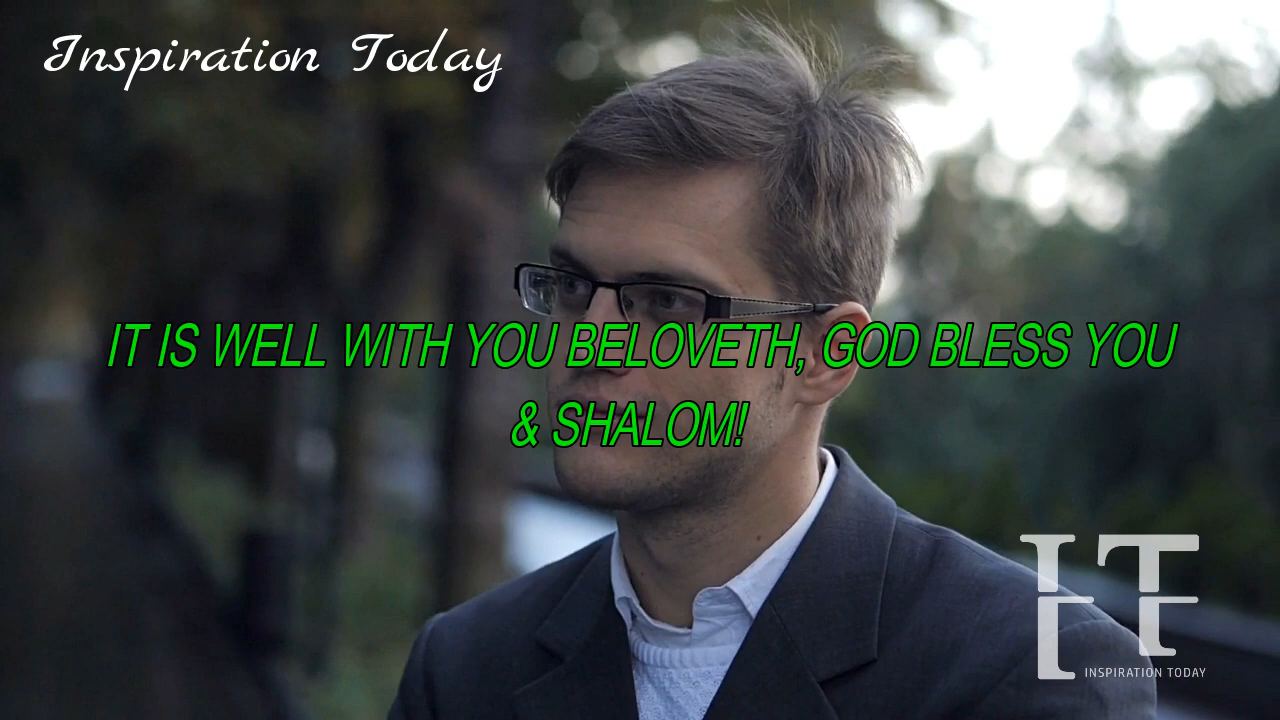 Inspiration Today
IT IS WELL WITH YOU BELOVETH, GOD BLESS YOU
& SHALOM!
IT
INSPIRATION TODAY